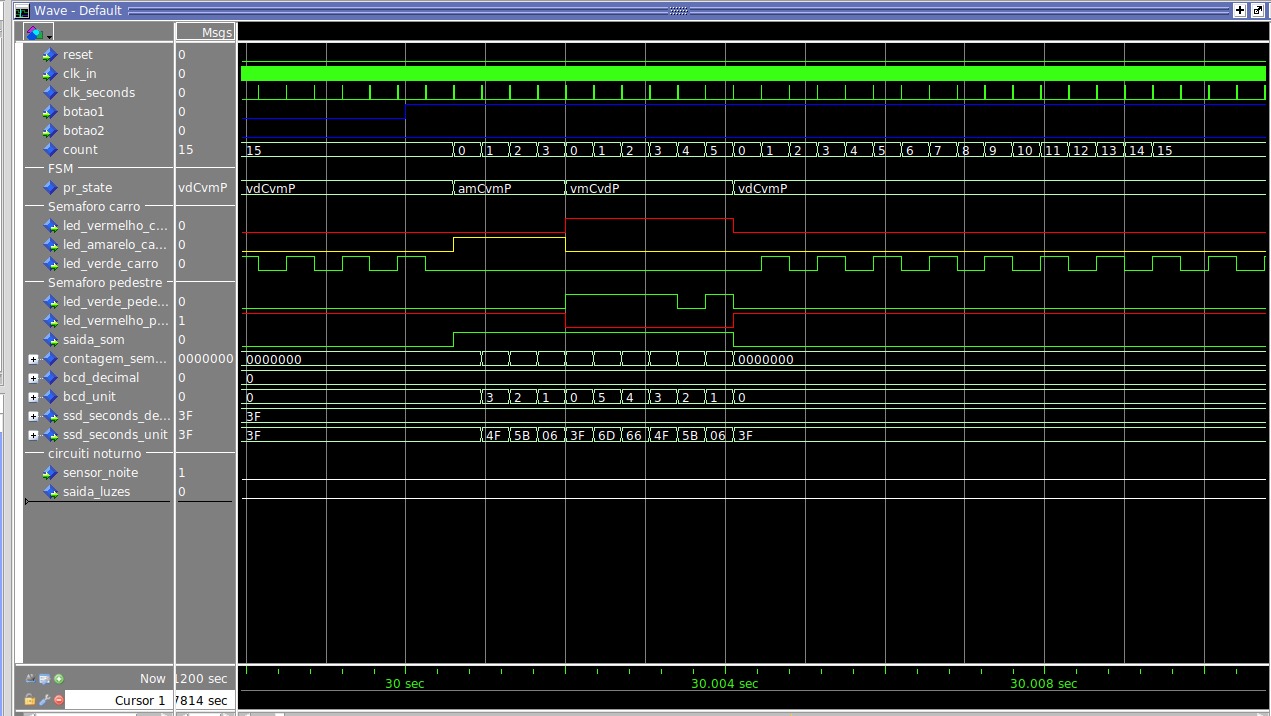 Wave - Default
Msgs
reset 0
clk_in 0
clk_seconds 0
botao1 0
botao2 0
count 15 15 0 1 2 3 0 1 2 3 4 5 0 1 2 3 4 5 6 7 8 9 10 11 12 13 14 15
FSM
pr_state vdCvmP vdCvmP amCvmP vmCvdP vdCvmP
Semaforo carro
led_vermelho_c... 0
led_amarelo_ca... 0
led_verde_carro 0
Semaforo pedestre
led_verde_pede... 0
led_vermelho_p... 1
saida_som 0
contagem_sem... 0000000 0000000 0000000
bcd_decimal 0 0
bcd_unit 0 0 3 2 1 0 5 4 3 2 1 0
ssd_seconds_de... 3F 3F
ssd_seconds_unit 3F 3F 4F 5B 06 3F 6D 66 4F 5B 06 3F
circuiti noturno
sensor_noite 1
saida_luzes 0
Now 1200 sec 30 sec 30.004 sec 30.008 sec
Cursor 1 7814 sec